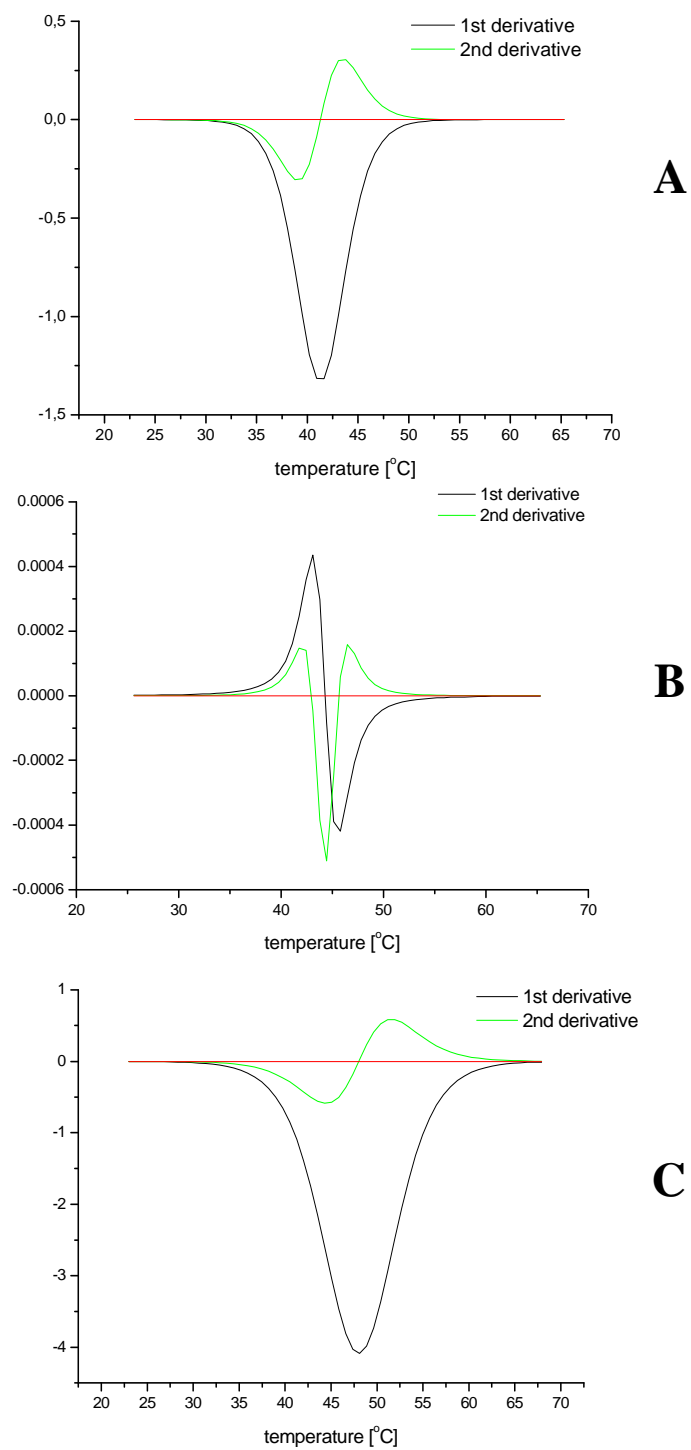 0,5
1st derivative
2nd derivative
0,0
A
-0,5
-1,0
-1,5
20 25 30 35 40 45 50 55 60 65 70
temperature [°C]
0.0006
1st derivative
2nd derivative
0.0004
0.0002
0.0000
B
-0.0002
-0.0004
-0.0006
20 30 40 50 60 70
temperature [°C]
1
1st derivative
2nd derivative
0
-1
C
-2
-3
-4
20 25 30 35 40 45 50 55 60 65 70
temperature [°C]